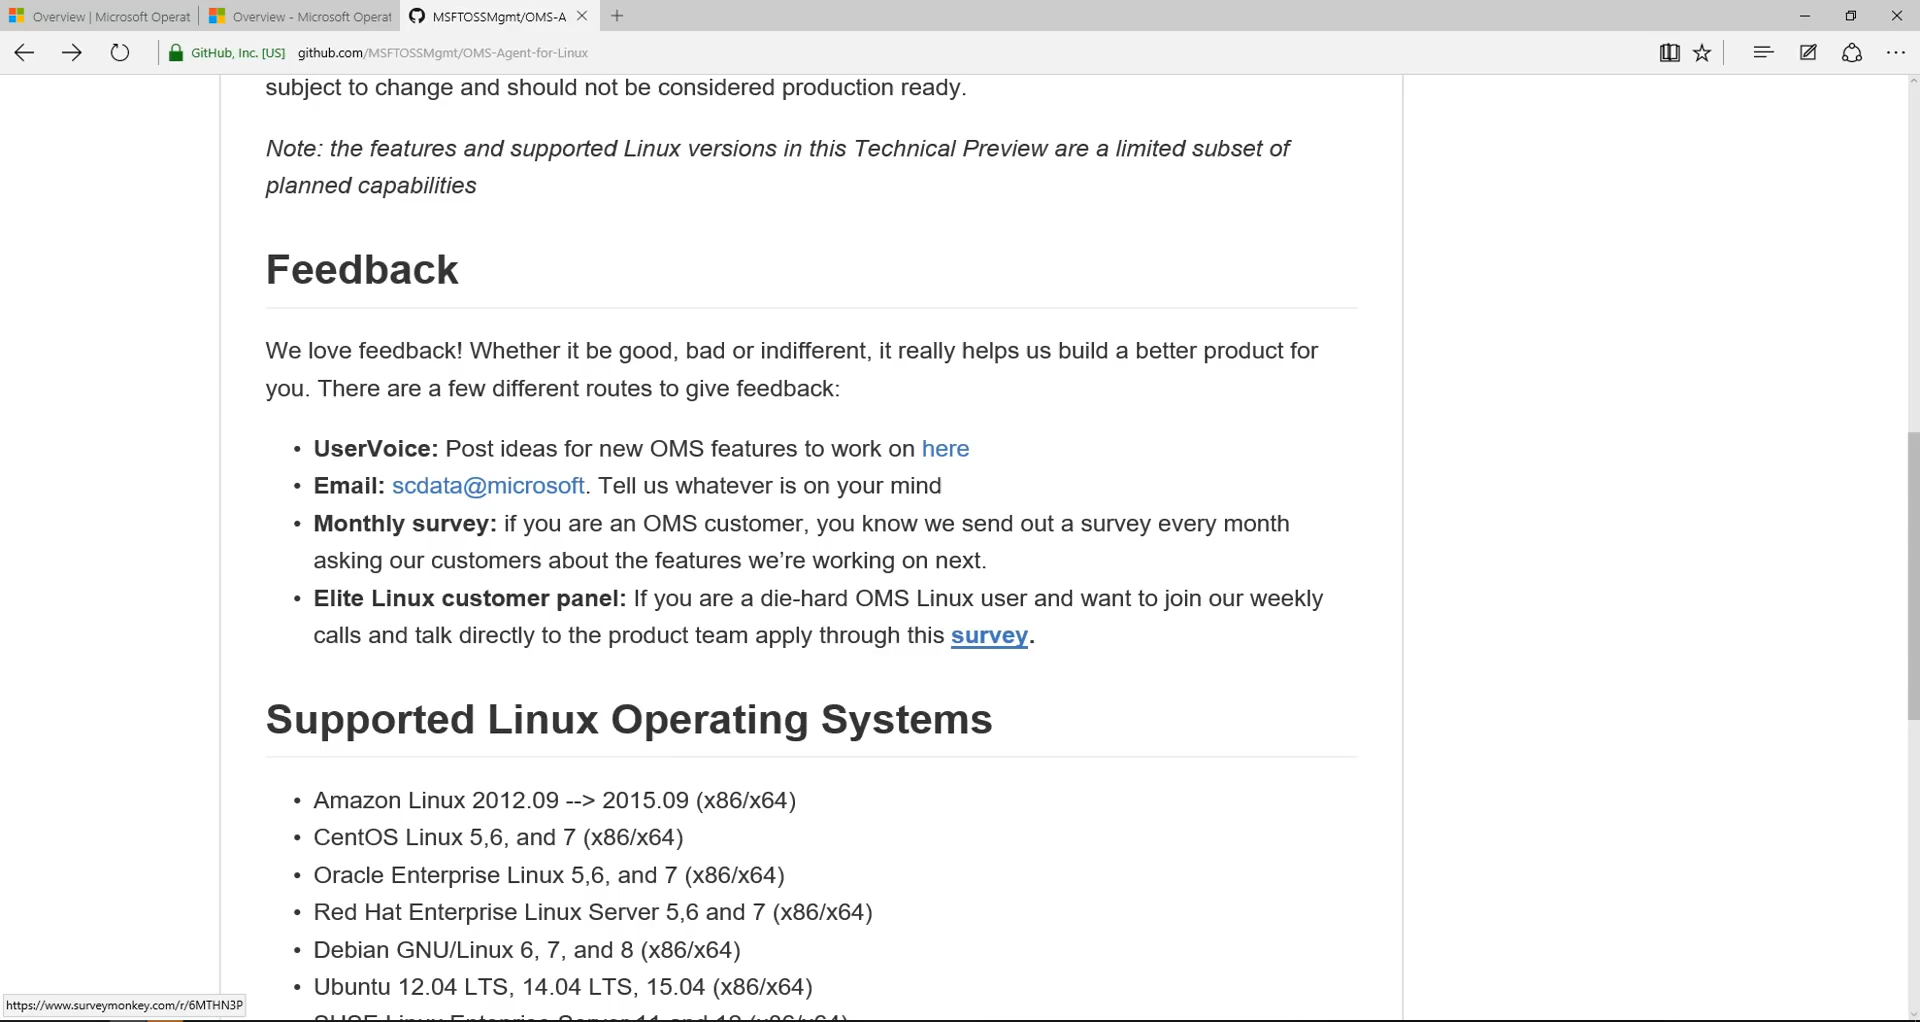 Overview | Microsoft Operat
Overview - Microsoft Operat
MSFTOSSMgmt/OMS-A
GitHub, Inc. [US] github.com/MSFTOSSMgmt/OMS-Agent-for-Linux
subject to change and should not be considered production ready.
Note: the features and supported Linux versions in this Technical Preview are a limited subset of
planned capabilities
Feedback
We love feedback! Whether it be good, bad or indifferent, it really helps us build a better product for
you. There are a few different routes to give feedback:
• UserVoice: Post ideas for new OMS features to work on here
• Email: scdata@microsoft. Tell us whatever is on your mind
• Monthly survey: if you are an OMS customer, you know we send out a survey every month
asking our customers about the features we’re working on next.
• Elite Linux customer panel: If you are a die-hard OMS Linux user and want to join our weekly
calls and talk directly to the product team apply through this survey.
Supported Linux Operating Systems
• Amazon Linux 2012.09 --> 2015.09 (x86/x64)
• CentOS Linux 5,6, and 7 (x86/x64)
• Oracle Enterprise Linux 5,6, and 7 (x86/x64)
• Red Hat Enterprise Linux Server 5,6 and 7 (x86/x64)
• Debian GNU/Linux 6, 7, and 8 (x86/x64)
• Ubuntu 12.04 LTS, 14.04 LTS, 15.04 (x86/x64)
https://www.surveymonkey.com/r/6MTHN3P